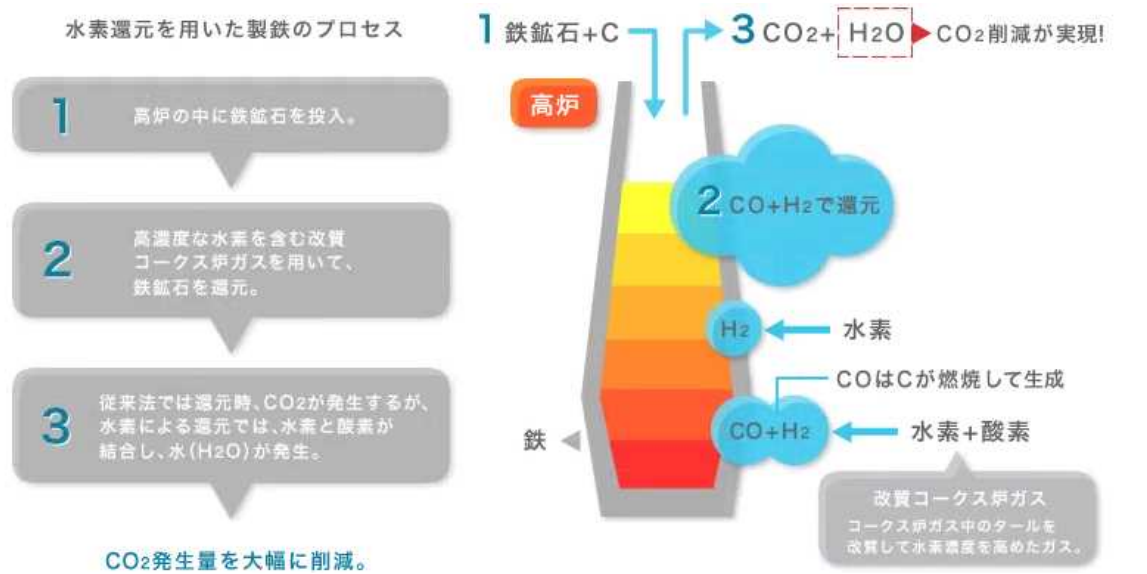 水素還元を用いた製鉄のプロセス
1
高炉の中に鉄鉱石を投入。
2
高濃度な水素を含む改質
コークス炉ガスを用いて、
鉄鉱石を還元。
3
従来法では還元時、CO2が発生するが、
水素による還元では、水素と酸素が
結合し、水(H2O)が発生。
CO2発生量を大幅に削減。
1 鉄鉱石+C
3 CO2+ H2O CO2削減が実現!
高炉
2 CO+H2で還元
H2
水素
COはCが燃焼して生成
CO+H2
水素+酸素
鉄
改質コークス炉ガス
コークス炉ガス中のタールを
改質して水素濃度を高めたガス。